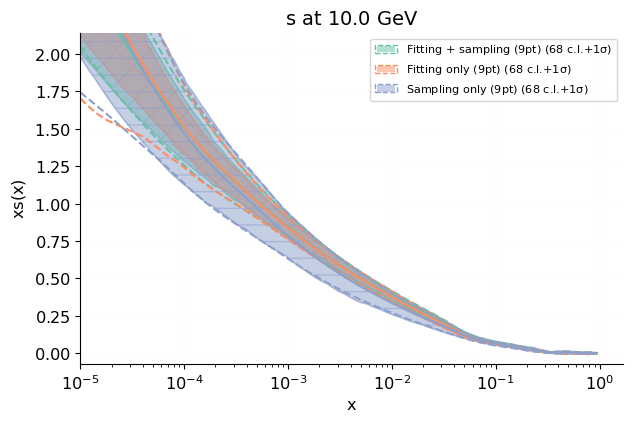 s at 10.0 GeV
Fitting + sampling (9pt) (68 c.l.+1σ)
Fitting only (9pt) (68 c.l.+1σ)
Sampling only (9pt) (68 c.l.+1σ)
xs(x)
2.00
1.75
1.50
1.25
1.00
0.75
0.50
0.25
0.00
10⁻⁵ 10⁻⁴ 10⁻³ 10⁻² 10⁻¹ 10⁰
x